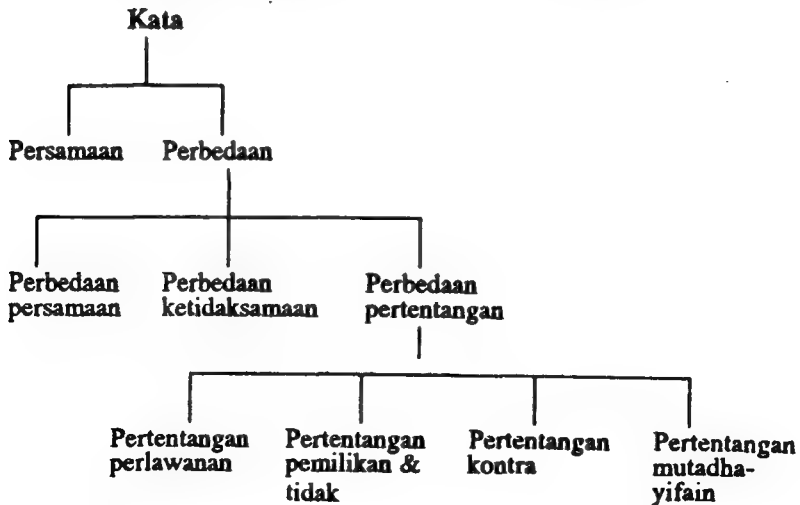 Kata
Persamaan Perbedaan
Perbedaan
persamaan
Perbedaan
ketidaksamaan
Perbedaan
pertentangan
Pertentangan
perlawanan
Pertentangan
pemilikan &
tidak
Pertentangan
kontra
Pertentangan
mutadha-
yifain